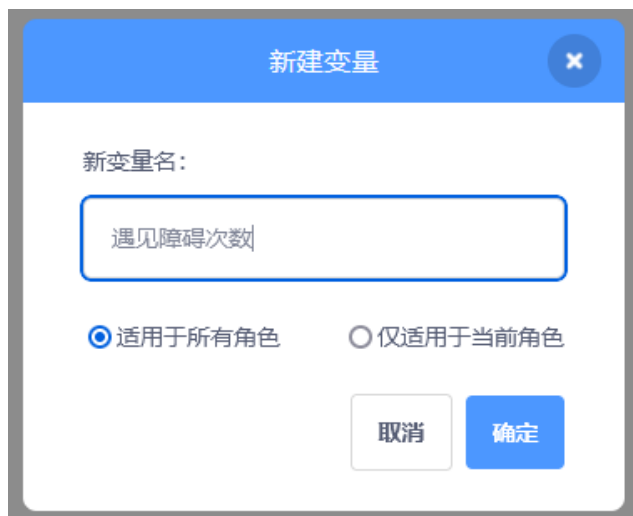 新建变量
新变量名：
遇见障碍次数
适用于所有角色 仅适用于当前角色
取消 确定